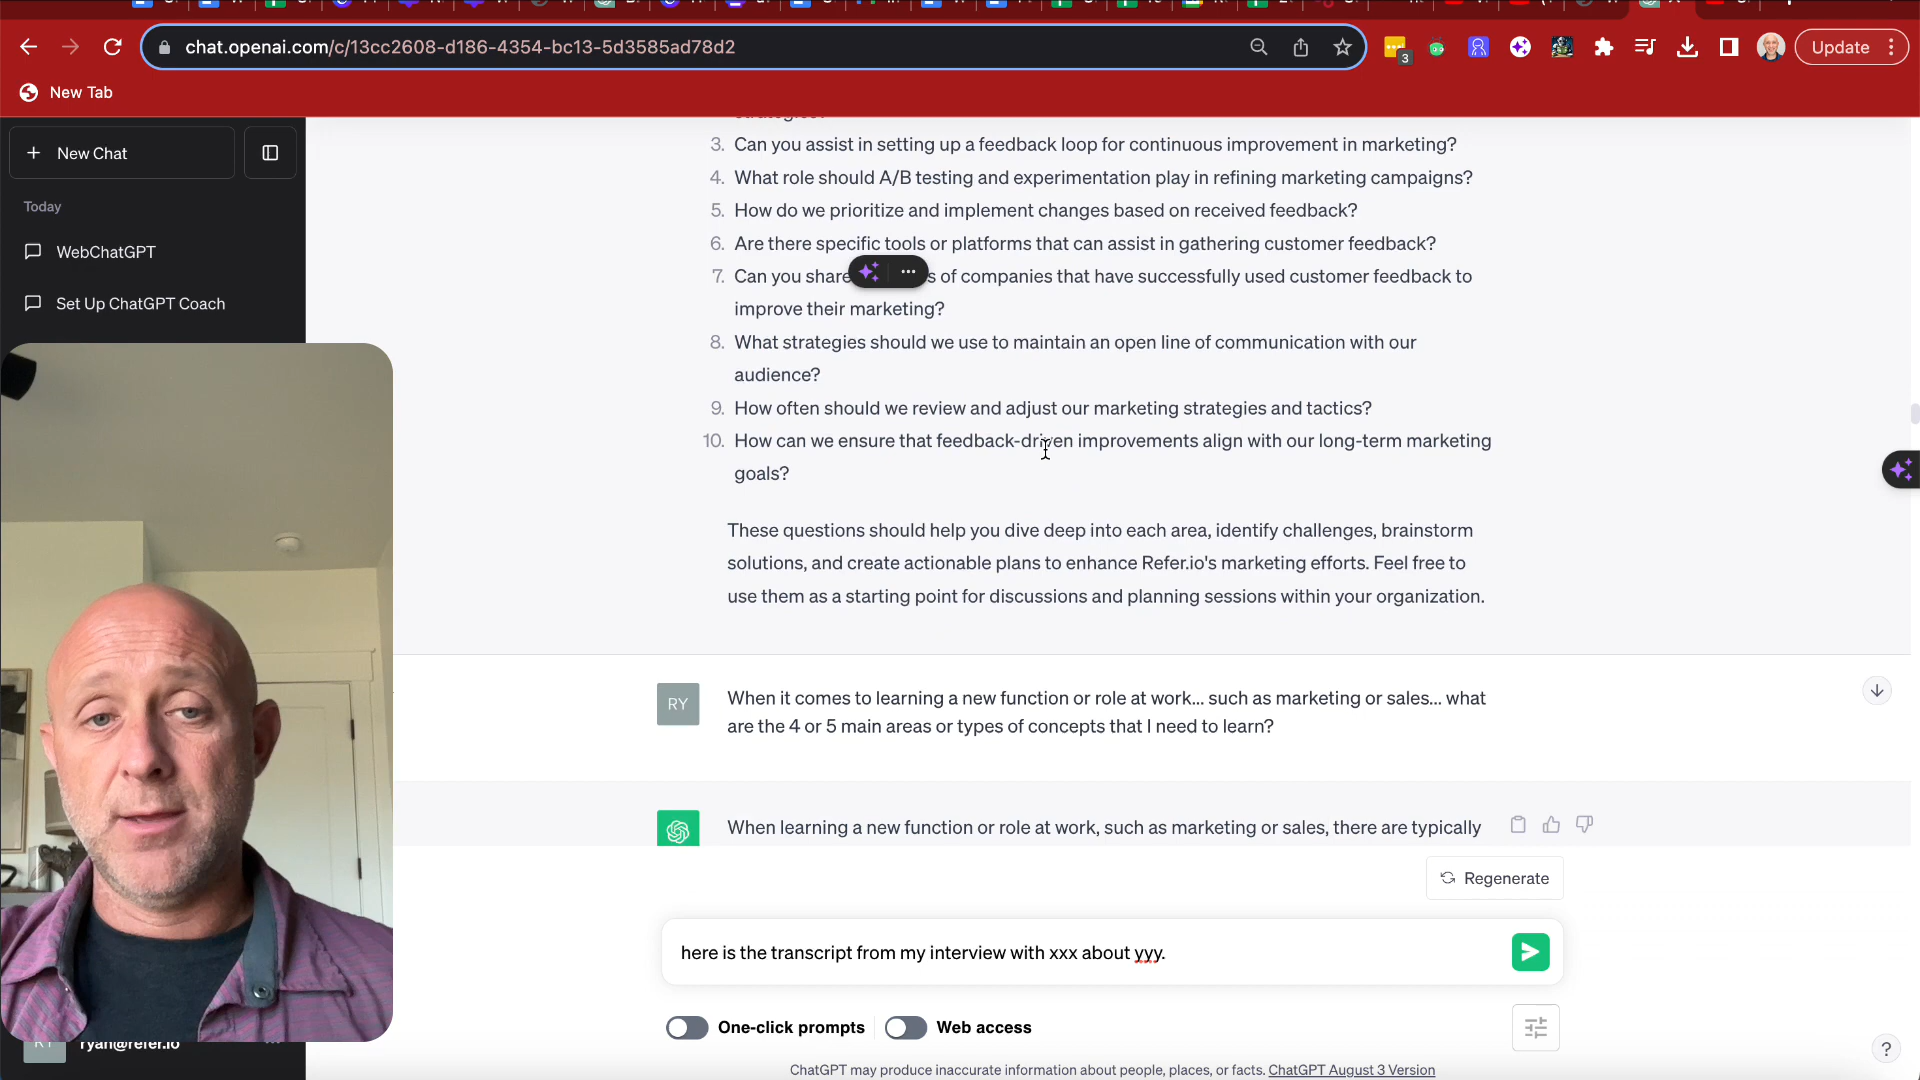 chat.openai.com/c/13cc2608-d186-4354-bc13-5d3585ad78d2
3
Update
New Tab
New Chat
Today
WebChatGPT
Set Up ChatGPT Coach
strategies?
3. Can you assist in setting up a feedback loop for continuous improvement in marketing?
4. What role should A/B testing and experimentation play in refining marketing campaigns?
5. How do we prioritize and implement changes based on received feedback?
6. Are there specific tools or platforms that can assist in gathering customer feedback?
7. Can you share s of companies that have successfully used customer feedback to
improve their marketing?
8. What strategies should we use to maintain an open line of communication with our
audience?
9. How often should we review and adjust our marketing strategies and tactics?
10. How can we ensure that feedback-driven improvements align with our long-term marketing
goals?
These questions should help you dive deep into each area, identify challenges, brainstorm
solutions, and create actionable plans to enhance Refer.io's marketing efforts. Feel free to
use them as a starting point for discussions and planning sessions within your organization.
RY
When it comes to learning a new function or role at work... such as marketing or sales... what
are the 4 or 5 main areas or types of concepts that I need to learn?
When learning a new function or role at work, such as marketing or sales, there are typically
Regenerate
here is the transcript from my interview with xxx about yyy.
One-click prompts
Web access
RY
ryan@refer.io
ChatGPT may produce inaccurate information about people, places, or facts. ChatGPT August 3 Version
?